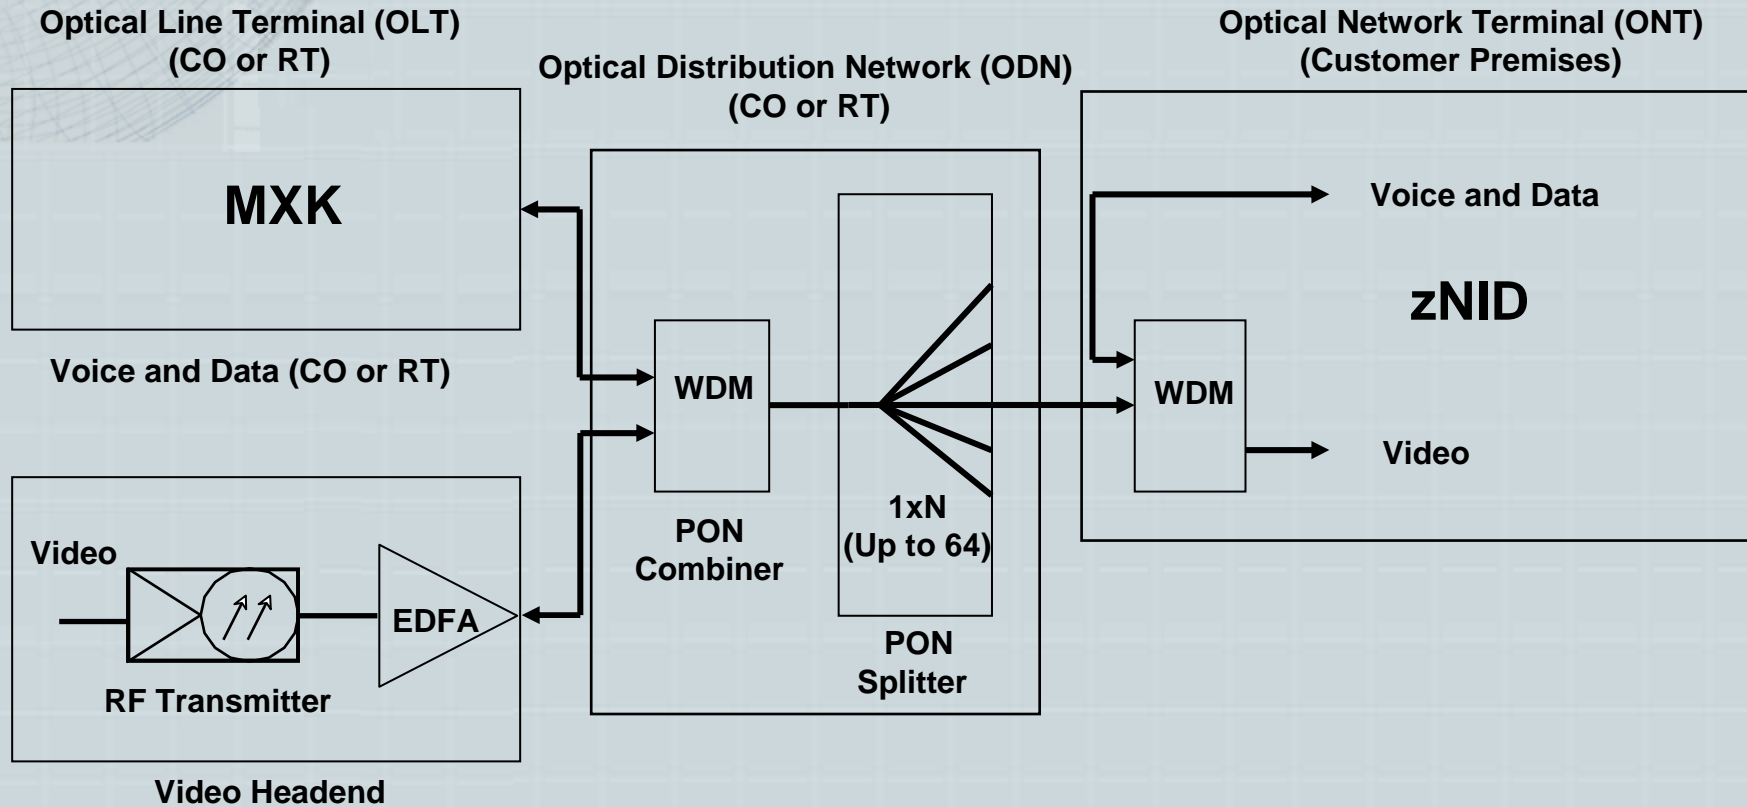 Optical Line Terminal (OLT)
(CO or RT)
MXK
Voice and Data (CO or RT)
Video
EDFA
RF Transmitter
Video Headend
Optical Distribution Network (ODN)
(CO or RT)
WDM
PON
Combiner
1xN
(Up to 64)
PON
Splitter
Optical Network Terminal (ONT)
(Customer Premises)
Voice and Data
zNID
WDM
Video